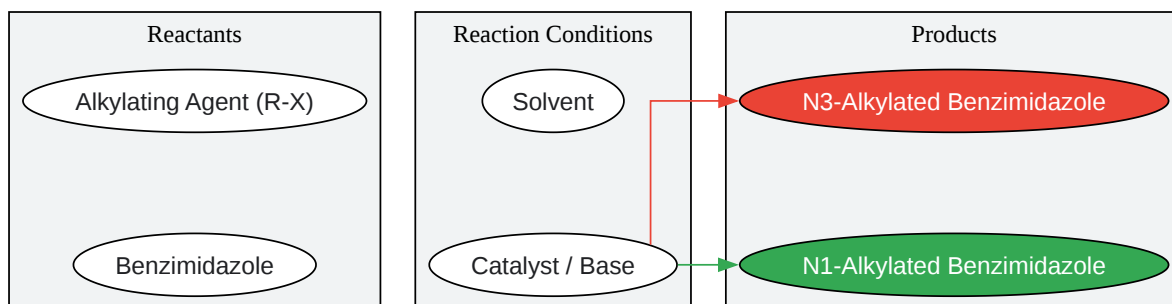 Reactants
Alkylating Agent (R-X)
Benzimidazole
Reaction Conditions
Solvent
Catalyst / Base
Products
N3-Alkylated Benzimidazole
N1-Alkylated Benzimidazole